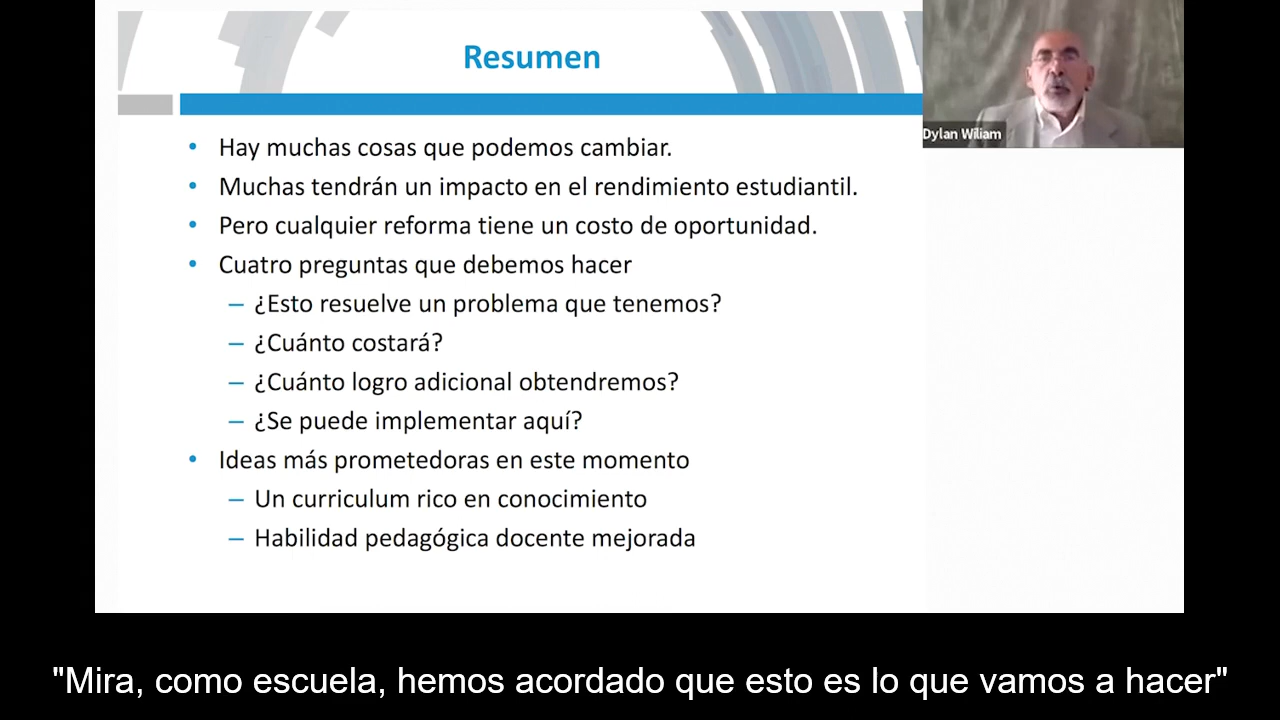 Resumen
Dylan Wiliam
• Hay muchas cosas que podemos cambiar.
• Muchas tendrán un impacto en el rendimiento estudiantil.
• Pero cualquier reforma tiene un costo de oportunidad.
• Cuatro preguntas que debemos hacer
– ¿Esto resuelve un problema que tenemos?
– ¿Cuánto costará?
– ¿Cuánto logro adicional obtendremos?
– ¿Se puede implementar aquí?
• Ideas más prometedoras en este momento
– Un curriculum rico en conocimiento
– Habilidad pedagógica docente mejorada
"Mira, como escuela, hemos acordado que esto es lo que vamos a hacer"